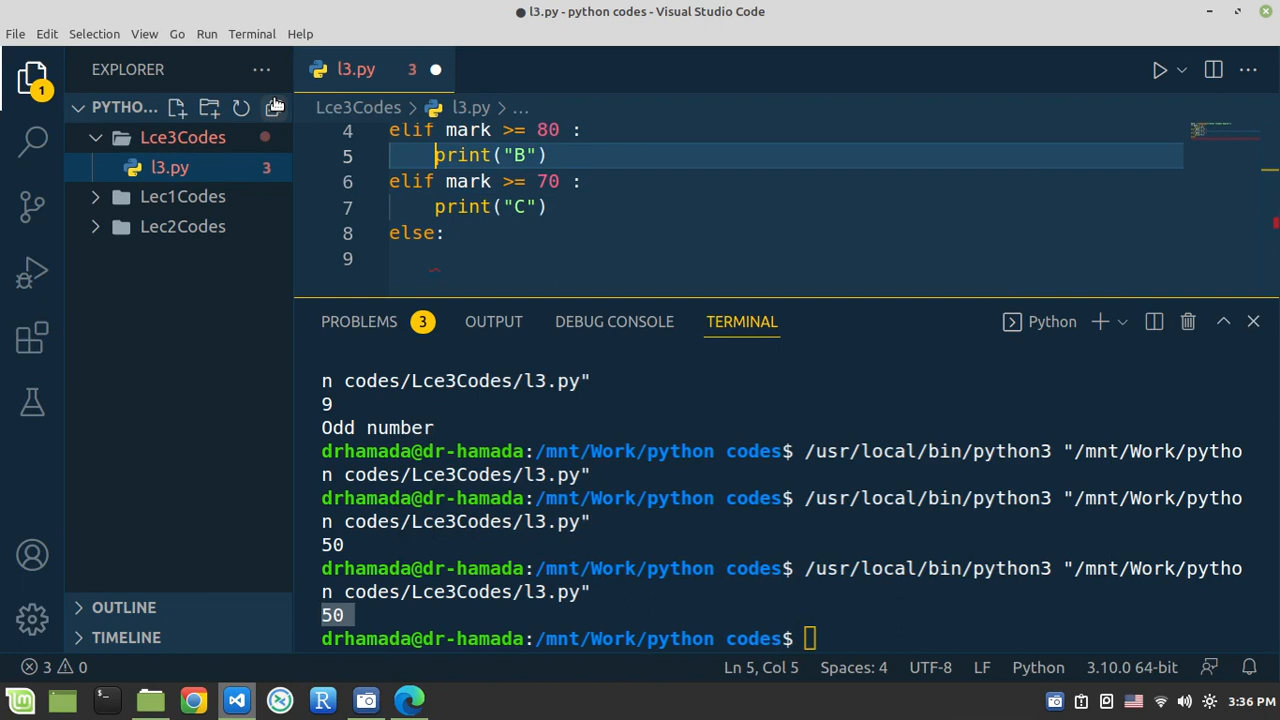 ● l3.py - python codes - Visual Studio Code
File Edit Selection View Go Run Terminal Help
EXPLORER ...
l3.py 3 ●
1
PYTHO...
Lce3Codes > l3.py > ...
Lce3Codes
l3.py 3
Lec1Codes
Lec2Codes
4 elif mark >= 80 :
5 print("B")
6 elif mark >= 70 :
7 print("C")
8 else:
9
PROBLEMS 3 OUTPUT DEBUG CONSOLE TERMINAL Python
n codes/Lce3Codes/l3.py"
9
Odd number
drhamada@dr-hamada:/mnt/Work/python codes$ /usr/local/bin/python3 "/mnt/Work/pytho
n codes/Lce3Codes/l3.py"
drhamada@dr-hamada:/mnt/Work/python codes$ /usr/local/bin/python3 "/mnt/Work/pytho
n codes/Lce3Codes/l3.py"
50
drhamada@dr-hamada:/mnt/Work/python codes$ /usr/local/bin/python3 "/mnt/Work/pytho
n codes/Lce3Codes/l3.py"
50
drhamada@dr-hamada:/mnt/Work/python codes$
OUTLINE
TIMELINE
3 0 Ln 5, Col 5 Spaces: 4 UTF-8 LF Python 3.10.0 64-bit
R 3:36 PM